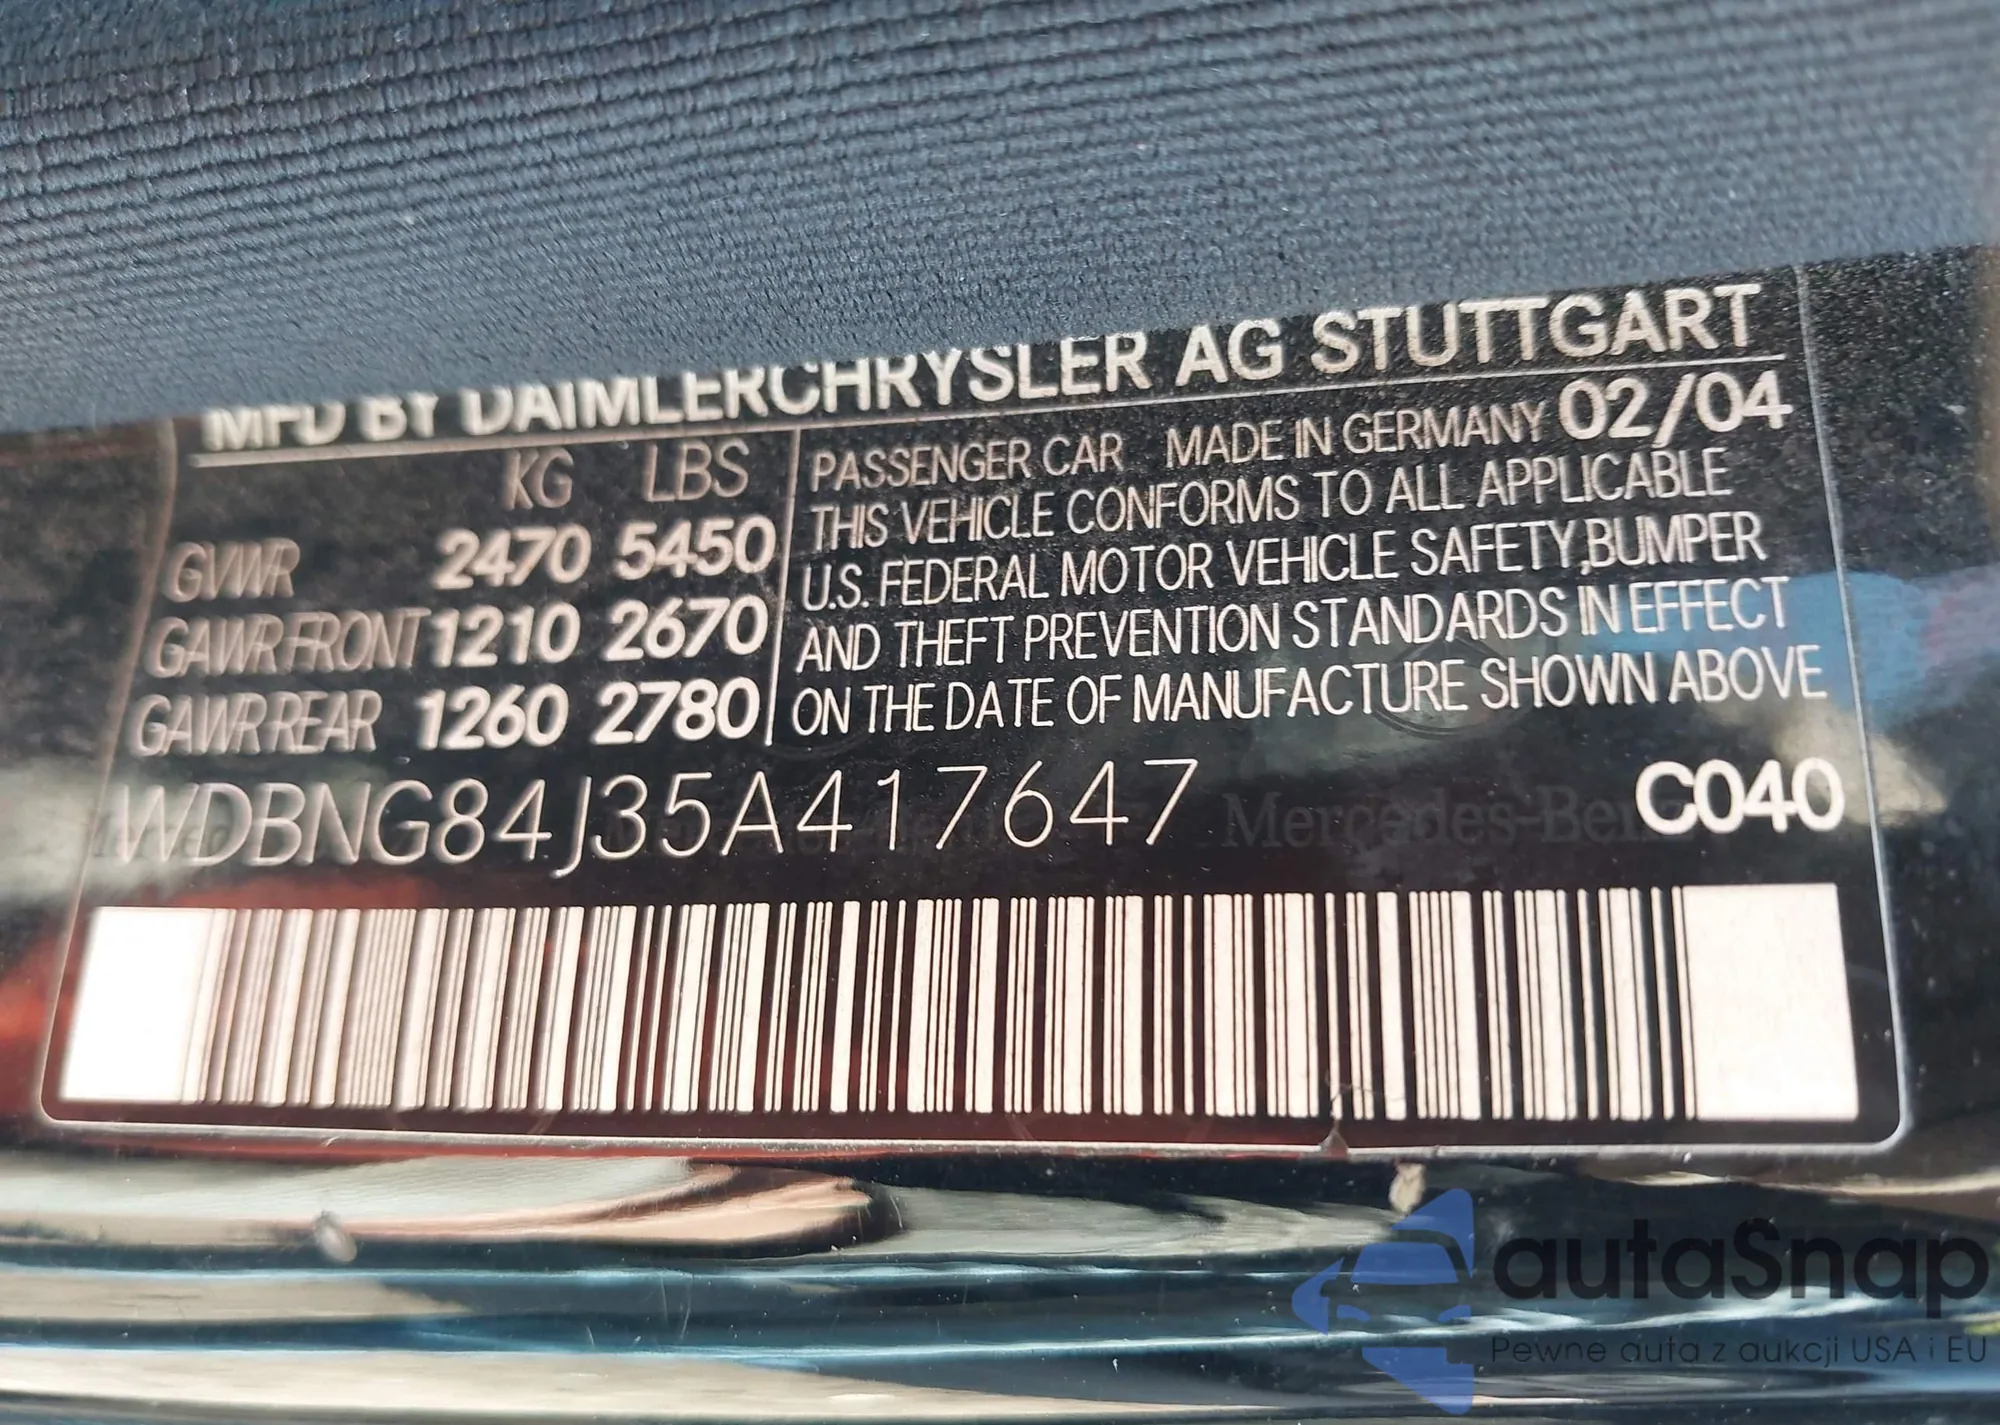 MFD BY DAIMLERCHRYSLER AG STUTTGART
KG LBS
GVWR 2470 5450
GAWR FRONT 1210 2670
GAWR REAR 1260 2780
PASSENGER CAR MADE IN GERMANY 02/04
THIS VEHICLE CONFORMS TO ALL APPLICABLE
U.S. FEDERAL MOTOR VEHICLE SAFETY,BUMPER
AND THEFT PREVENTION STANDARDS IN EFFECT
ON THE DATE OF MANUFACTURE SHOWN ABOVE
WDBNG84J35A417647 Mercedes-Benz C040
autaSnap
Pewne auta z aukcji USA i EU